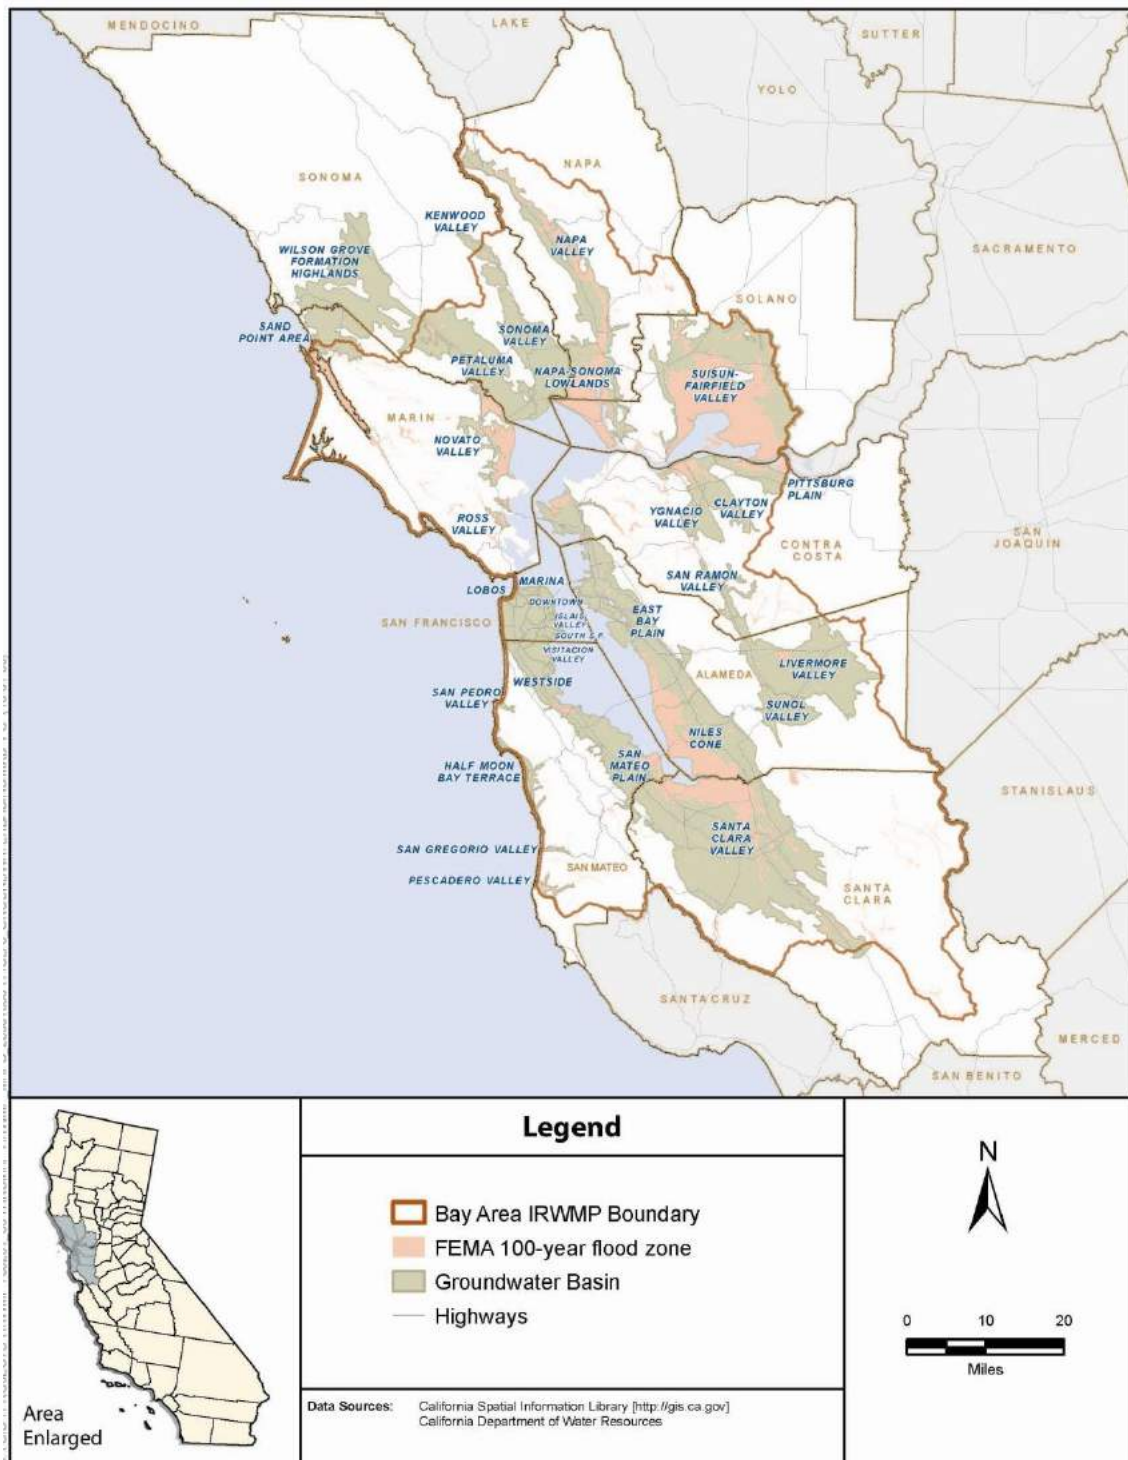 MENDOCINO
LAKE
SUTTER
YOLO
NAPA
SONOMA
KENWOOD
VALLEY
WILSON GROVE
FORMATION
HIGHLANDS
NAPA
VALLEY
SACRAMENTO
SOLANO
SAND
POINT AREA
SONOMA
VALLEY
PETALUMA
VALLEY
NAPA-SONOMA
LOWLANDS
SUISUN-
FAIRFIELD
VALLEY
MARIN
NOVATO
VALLEY
PITTSBURG
PLAIN
CLAYTON
VALLEY
YGNACIO
VALLEY
ROSS
VALLEY
SAN
JOAQUIN
CONTRA
COSTA
SAN RAMON
VALLEY
MARINA
LOBOS
DOWNTOWN
ISLAIS
VALLEY
SOUTH S.F.
SAN FRANCISCO
EAST
BAY
PLAIN
VISITACION
VALLEY
LIVERMORE
VALLEY
ALAMEDA
WESTSIDE
SAN PEDRO
VALLEY
SUNOL
VALLEY
NILES
CONE
SAN
MATEO
PLAIN
HALF MOON
BAY TERRACE
STANISLAUS
SANTA
CLARA
VALLEY
SAN GREGORIO VALLEY
SAN MATEO
PESCADERO VALLEY
SANTA
CLARA
SANTA CRUZ
MERCED
SAN BENITO
Legend
Bay Area IRWMP Boundary
FEMA 100-year flood zone
Groundwater Basin
Highways
Data Sources: California Spatial Information Library [http://gis.ca.gov]
California Department of Water Resources
Area
Enlarged
N
0 10 20
Miles